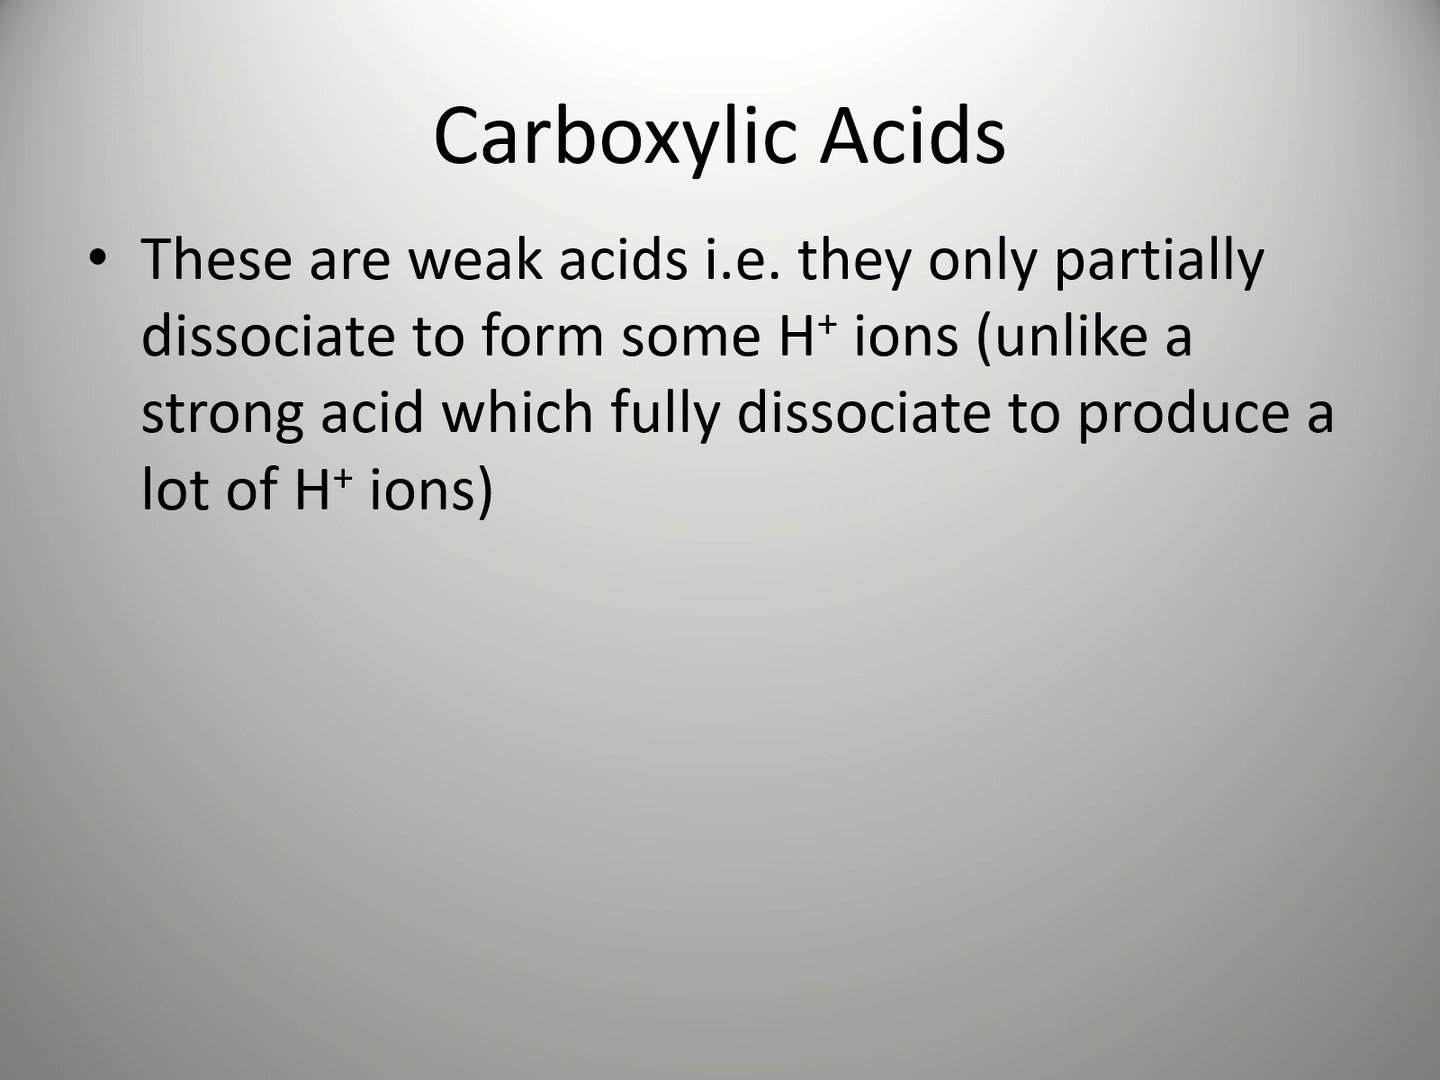 Carboxylic Acids
• These are weak acids i.e. they only partially
dissociate to form some H⁺ ions (unlike a
strong acid which fully dissociate to produce a
lot of H⁺ ions)